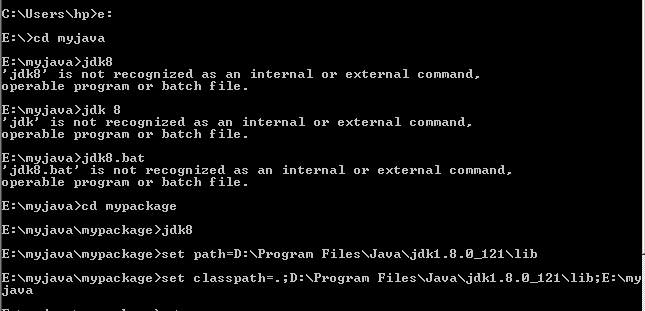 C:\Users\hp>e:
E:\>cd myjava
E:\myjava>jdk8
'jdk8' is not recognized as an internal or external command,
operable program or batch file.
E:\myjava>jdk 8
'jdk' is not recognized as an internal or external command,
operable program or batch file.
E:\myjava>jdk8.bat
'jdk8.bat' is not recognized as an internal or external command,
operable program or batch file.
E:\myjava>cd mypackage
E:\myjava\mypackage>jdk8
E:\myjava\mypackage>set path=D:\Program Files\Java\jdk1.8.0_121\lib
E:\myjava\mypackage>set classpath=.;D:\Program Files\Java\jdk1.8.0_121\lib;E:\my
java